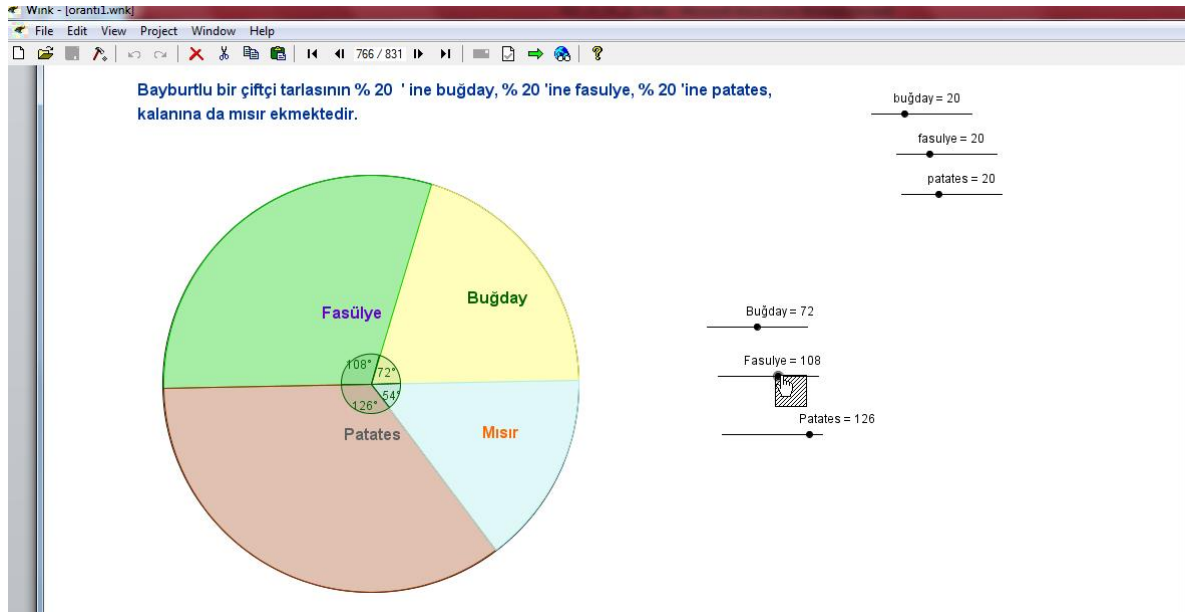 Wink - [orantı1.wnk]
File Edit View Project Window Help
766 / 831
Bayburtlu bir çiftçi tarlasının % 20 ' ine buğday, % 20 'ine fasulye, % 20 'ine patates,
kalanına da mısır ekmektedir.
buğday = 20
fasulye = 20
patates = 20
Fasülye
Buğday
108°
72°
54°
126°
Patates
Mısır
Buğday = 72
Fasulye = 108
Patates = 126